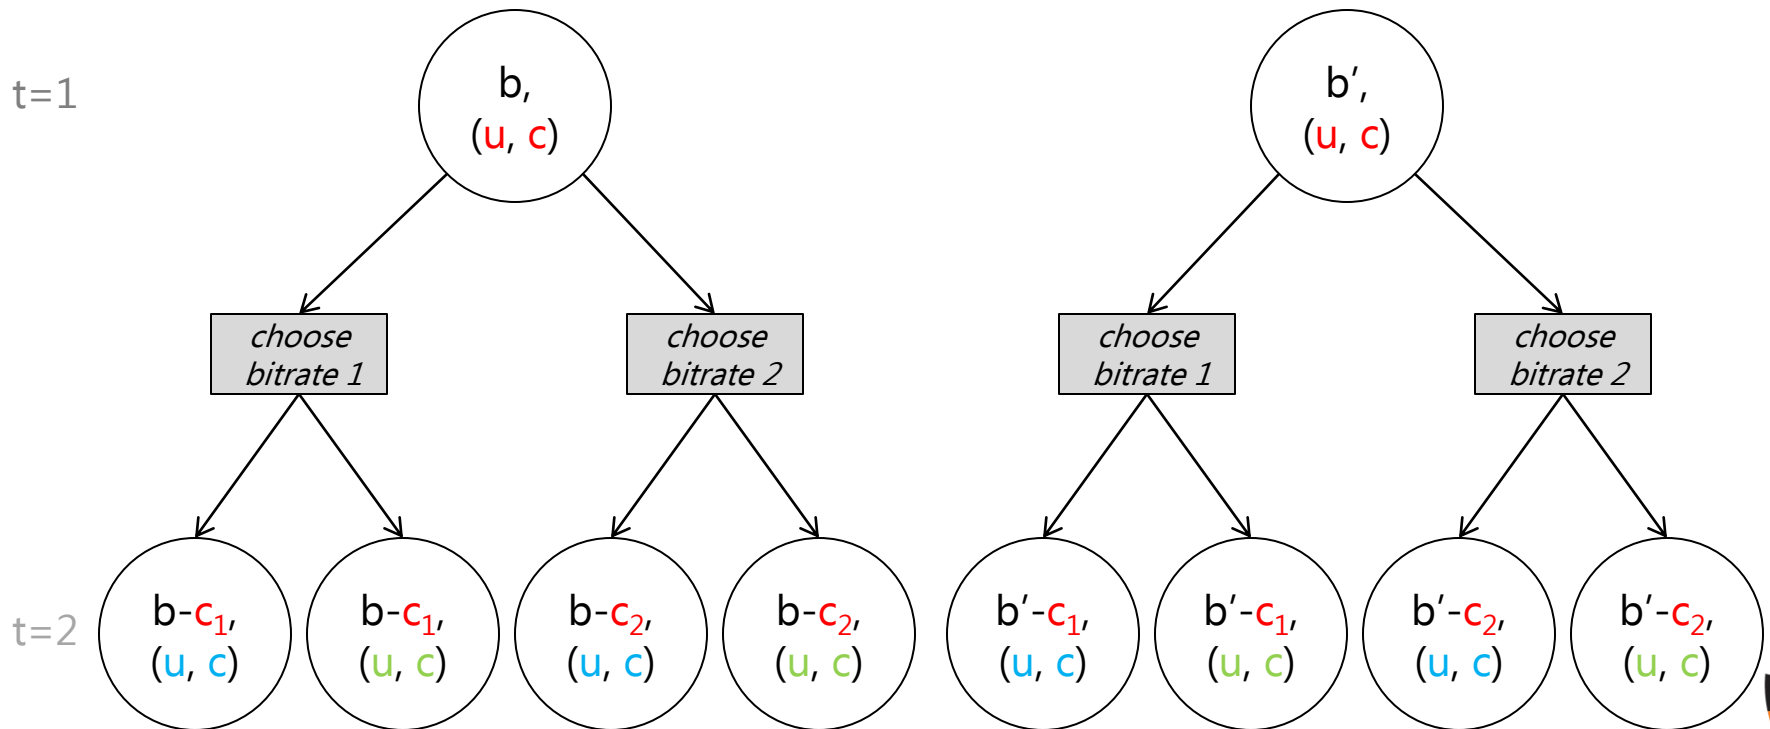 t=1
b,
(u, c)
b′,
(u, c)
choose
bitrate 1
choose
bitrate 2
choose
bitrate 1
choose
bitrate 2
t=2
b-c₁,
(u, c)
b-c₁,
(u, c)
b-c₂,
(u, c)
b-c₂,
(u, c)
b′-c₁,
(u, c)
b′-c₁,
(u, c)
b′-c₂,
(u, c)
b′-c₂,
(u, c)